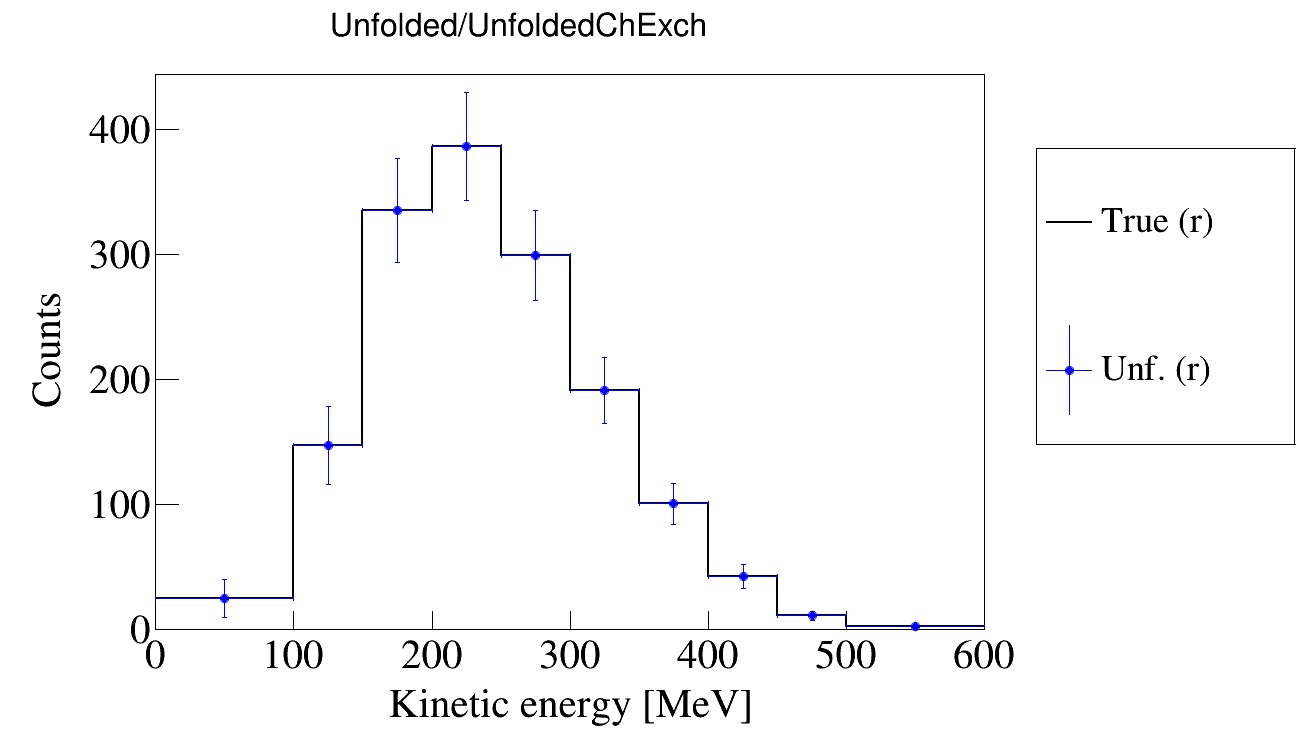 Unfolded/UnfoldedChExch
400
300
200
100
0
Counts
0 100 200 300 400 500 600
Kinetic energy [MeV]
True (r)
Unf. (r)